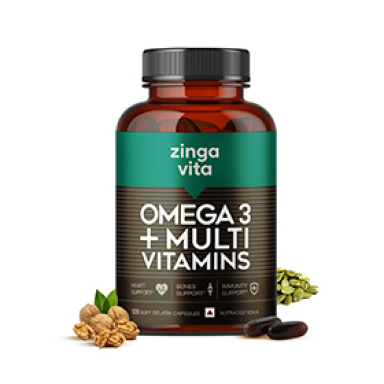 zinga
vita
OMEGA 3
+ MULTI
VITAMINS
HEART
SUPPORT*
BONES
SUPPORT*
IMMUNITY
SUPPORT*
120 SOFT GELATIN CAPSULES
NUTRACEUTICALS